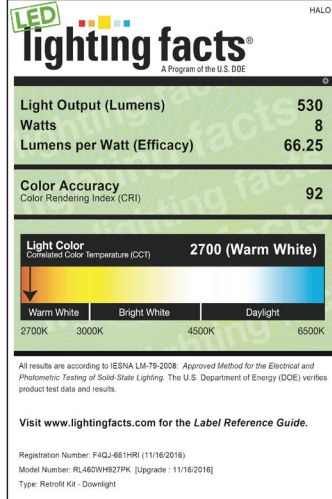 LED
HALO
lighting facts®
A Program of the U.S. DOE
Light Output (Lumens) 530
Watts 8
Lumens per Watt (Efficacy) 66.25
Color Accuracy
Color Rendering Index (CRI) 92
Light Color
Correlated Color Temperature (CCT) 2700 (Warm White)
Warm White Bright White Daylight
2700K 3000K 4500K 6500K
All results are according to IESNA LM-79-2008: Approved Method for the Electrical and
Photometric Testing of Solid-State Lighting. The U.S. Department of Energy (DOE) verifies
product test data and results.
Visit www.lightingfacts.com for the Label Reference Guide.
Registration Number: F4QJ-661HRI (11/16/2016)
Model Number: RL460WH927PK [Upgrade : 11/16/2016]
Type: Retrofit Kit - Downlight